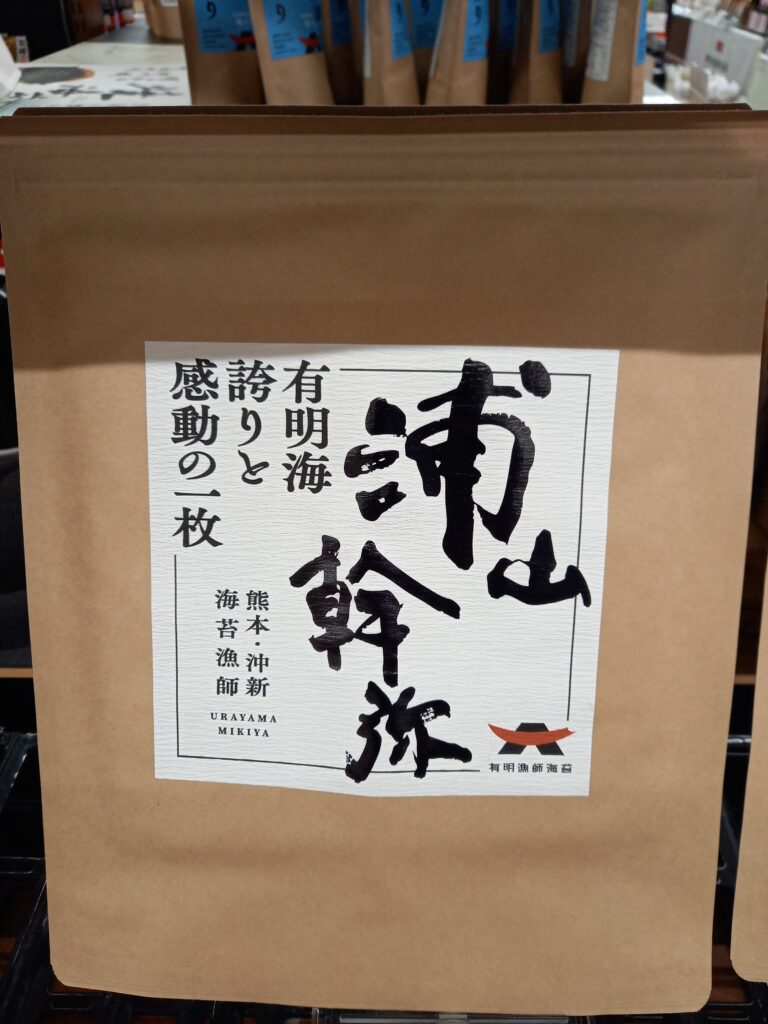 浦山
幹弥
有明海
誇りと
感動の一枚
熊本・沖新
海苔漁師
URAYAMA
MIKIYA
有明漁師海苔